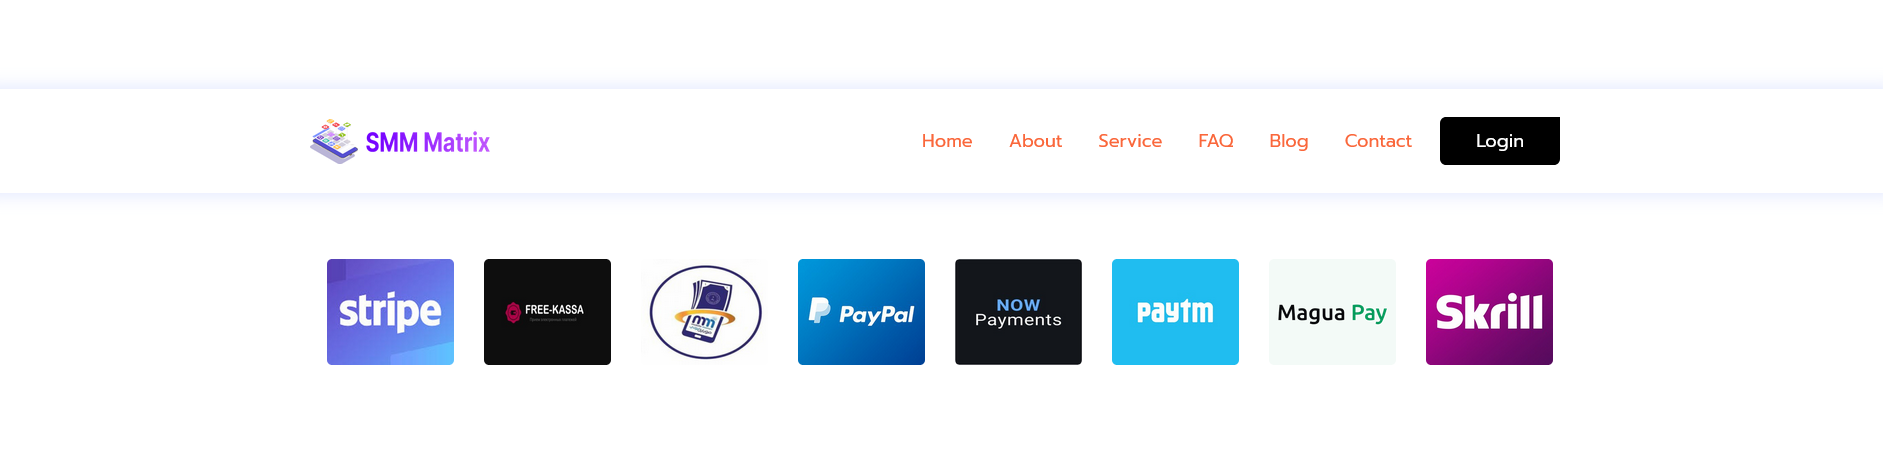 SMM Matrix
Home About Service FAQ Blog Contact Login
stripe
FREE-KASSA
PayPal
NOW
Payments
paytm
Magua Pay
Skrill